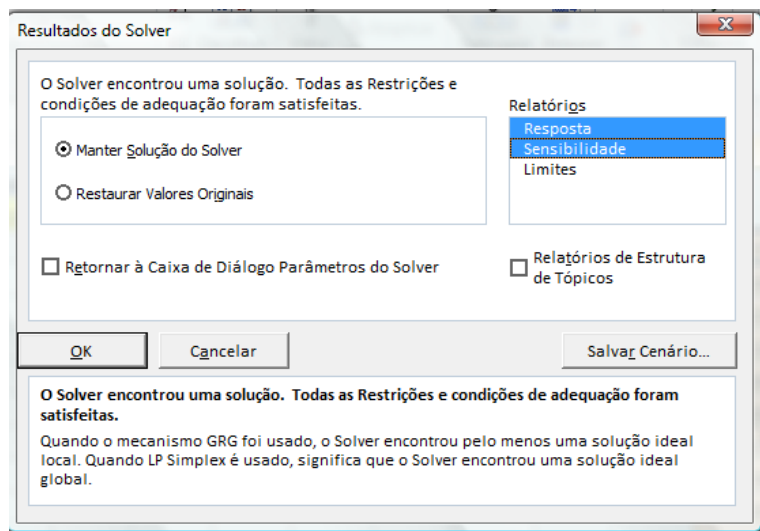 Resultados do Solver
O Solver encontrou uma solução. Todas as Restrições e
condições de adequação foram satisfeitas.
Manter Solução do Solver
Restaurar Valores Originais
Relatórios
Resposta
Sensibilidade
Limites
Retornar à Caixa de Diálogo Parâmetros do Solver
Relatórios de Estrutura
de Tópicos
OK
Cancelar
Salvar Cenário...
O Solver encontrou uma solução. Todas as Restrições e condições de adequação foram
satisfeitas.
Quando o mecanismo GRG foi usado, o Solver encontrou pelo menos uma solução ideal
local. Quando LP Simplex é usado, significa que o Solver encontrou uma solução ideal
global.